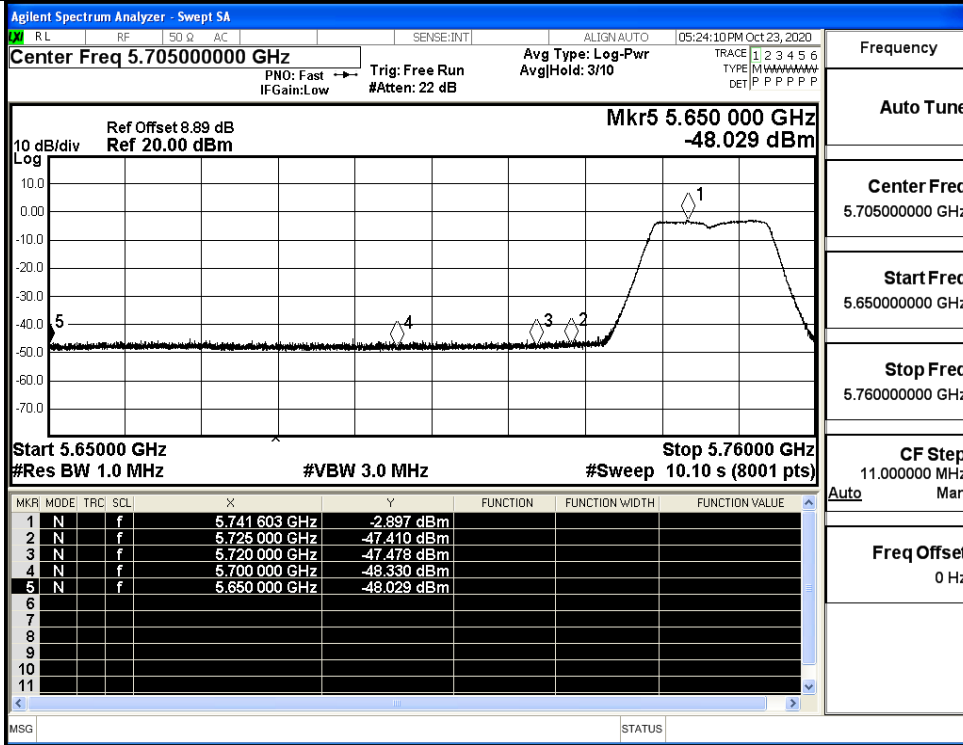 Agilent Spectrum Analyzer - Swept SA
LXI RL RF 50 Ω AC SENSE:INT ALIGN AUTO 05:24:10 PM Oct 23, 2020
Center Freq 5.705000000 GHz
PNO: Fast
IFGain:Low
Trig: Free Run
#Atten: 22 dB
Avg Type: Log-Pwr
Avg|Hold: 3/10
TRACE 1 2 3 4 5 6
TYPE M W W W W W
DET P P P P P P
Mkr5 5.650 000 GHz
-48.029 dBm
Ref Offset 8.89 dB
10 dB/div Ref 20.00 dBm
Log
10.0
0.00
-10.0
-20.0
-30.0
-40.0
-50.0
-60.0
-70.0
1
5 4 3 2
Start 5.65000 GHz Stop 5.76000 GHz
#Res BW 1.0 MHz #VBW 3.0 MHz #Sweep 10.10 s (8001 pts)
MKR MODE TRC SCL X Y FUNCTION FUNCTION WIDTH FUNCTION VALUE
1 N f 5.741 603 GHz -2.897 dBm
2 N f 5.725 000 GHz -47.410 dBm
3 N f 5.720 000 GHz -47.478 dBm
4 N f 5.700 000 GHz -48.330 dBm
5 N f 5.650 000 GHz -48.029 dBm
6
7
8
9
10
11
MSG STATUS
Frequency
Auto Tune
Center Freq
5.705000000 GHz
Start Freq
5.650000000 GHz
Stop Freq
5.760000000 GHz
CF Step
11.000000 MHz
Auto Man
Freq Offset
0 Hz